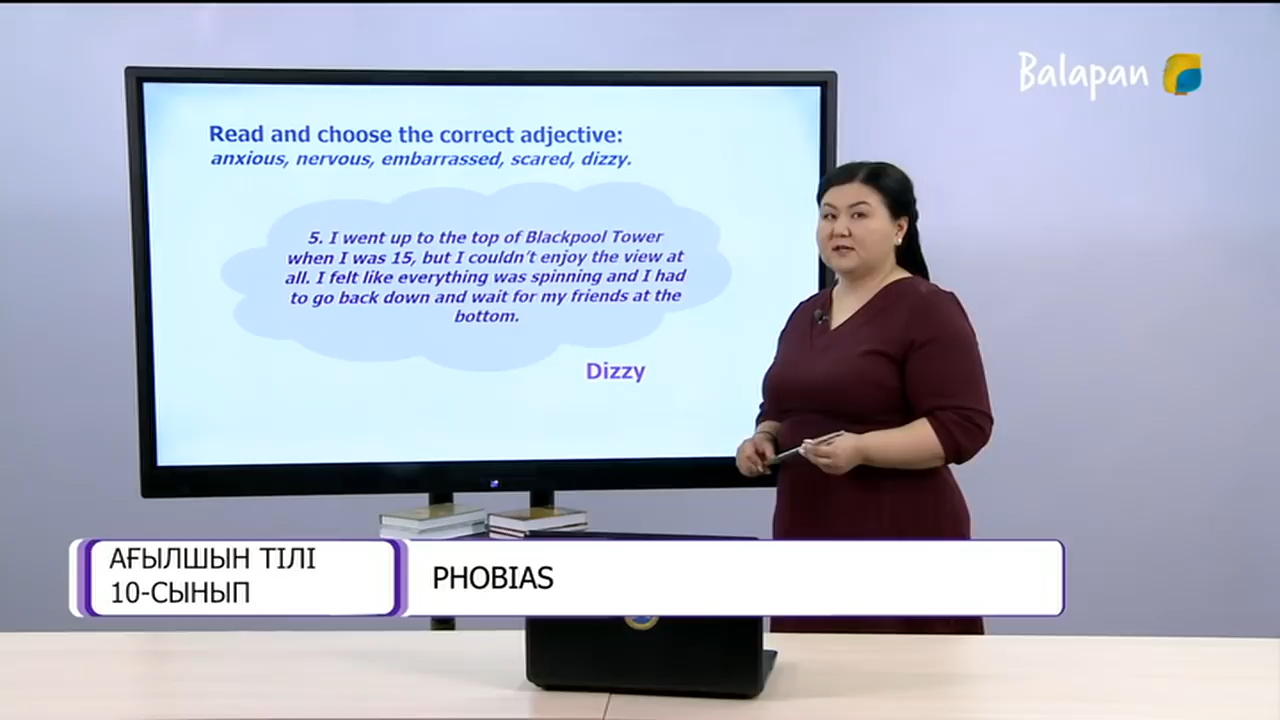 Balapan
Read and choose the correct adjective:
anxious, nervous, embarrassed, scared, dizzy.
5. I went up to the top of Blackpool Tower
when I was 15, but I couldn't enjoy the view at
all. I felt like everything was spinning and I had
to go back down and wait for my friends at the
bottom.
Dizzy
АҒЫЛШЫН ТІЛІ
10-СЫНЫП
PHOBIAS